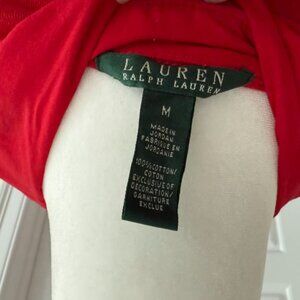 LAUREN
RALPH LAUREN
M
MADE IN
JORDAN
FABRIQUÉ EN
JORDANIE
100% COTTON/
COTON
EXCLUSIVE OF
DECORATION/
GARNITURE
EXCLUE